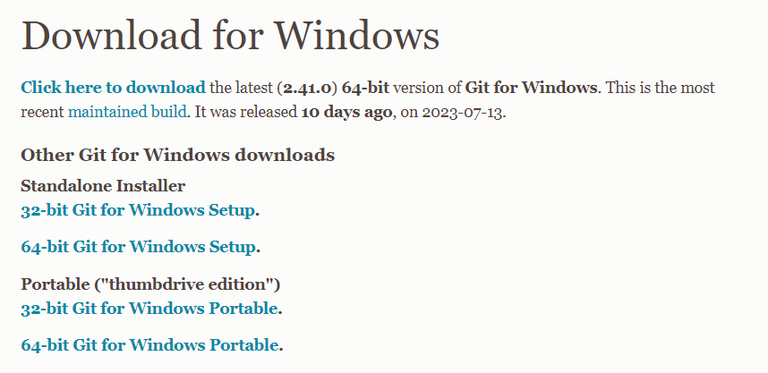 Download for Windows
Click here to download the latest (2.41.0) 64-bit version of Git for Windows. This is the most
recent maintained build. It was released 10 days ago, on 2023-07-13.
Other Git for Windows downloads
Standalone Installer
32-bit Git for Windows Setup.
64-bit Git for Windows Setup.
Portable ("thumbdrive edition")
32-bit Git for Windows Portable.
64-bit Git for Windows Portable.